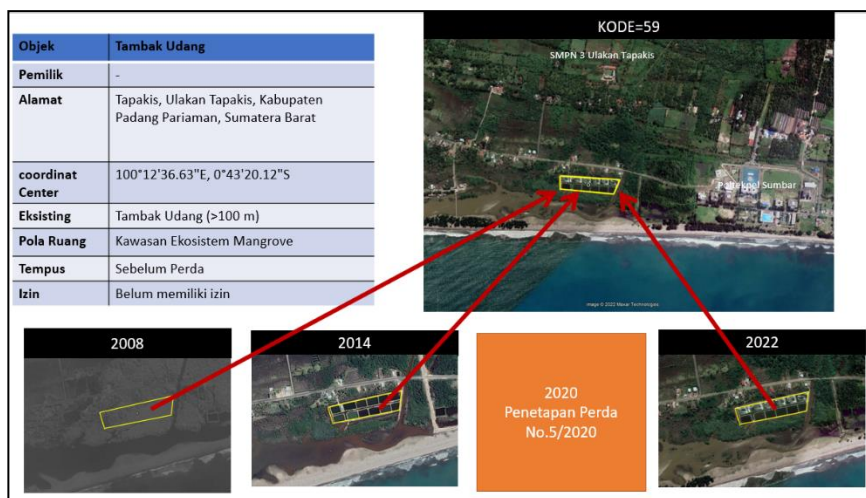 Objek Tambak Udang
Pemilik -
Alamat Tapakis, Ulakan Tapakis, Kabupaten
Padang Pariaman, Sumatera Barat
coordinat
Center 100°12'36.63"E, 0°43'20.12"S
Eksisting Tambak Udang (>100 m)
Pola Ruang Kawasan Ekosistem Mangrove
Tempus Sebelum Perda
Izin Belum memiliki izin
KODE=59
SMPN 3 Ulakan Tapakis
Poltekpel Sumbar
image © 2022 Maxar Technologies
2008
2014
2020
Penetapan Perda
No.5/2020
2022